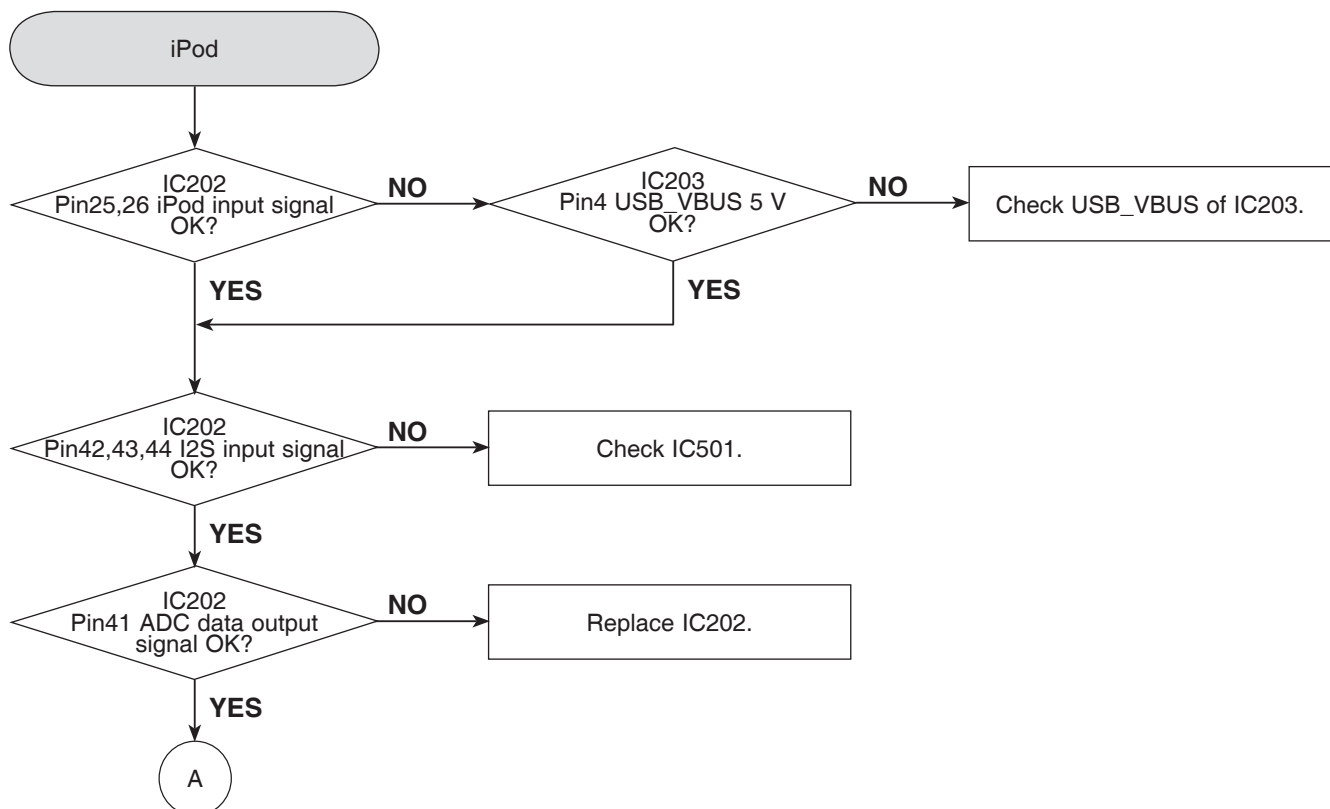 iPod
IC202
Pin25,26 iPod input signal
OK?
NO
IC203
Pin4 USB_VBUS 5 V
OK?
NO
Check USB_VBUS of IC203.
YES
YES
IC202
Pin42,43,44 I2S input signal
OK?
NO
Check IC501.
YES
IC202
Pin41 ADC data output
signal OK?
NO
Replace IC202.
YES
A